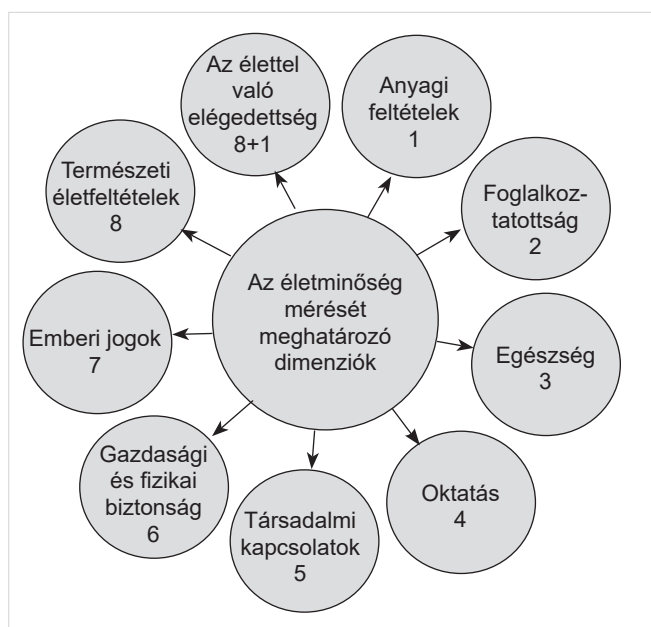 Az élettel
való
elégedettség
8+1
Anyagi
feltételek
1
Foglalkoz-
tatottság
2
Egészség
3
Oktatás
4
Társadalmi
kapcsolatok
5
Gazdasági
és fizikai
biztonság
6
Emberi jogok
7
Természeti
életfeltételek
8
Az életminőség
mérését
meghatározó
dimenziók